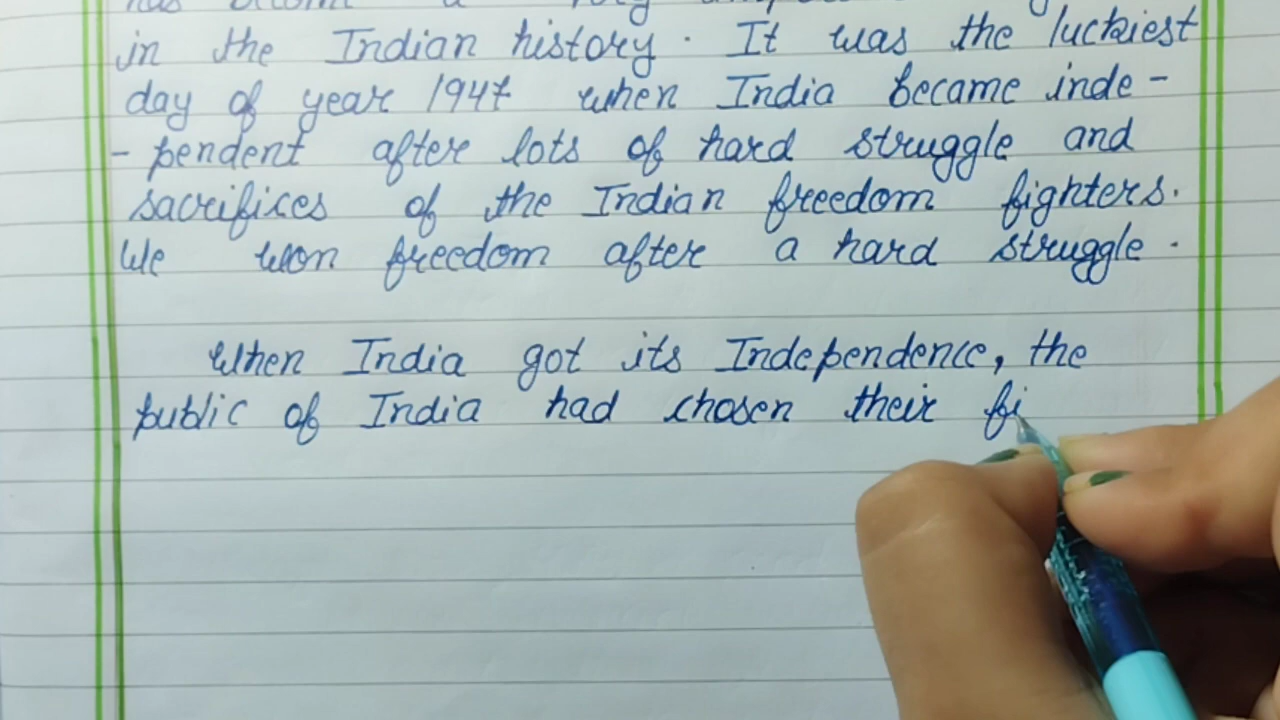 in the Indian history. It was the luckiest
day of year 1947 when India became inde-
-pendent after lots of hard struggle and
sacrifices of the Indian freedom fighters.
We won freedom after a hard struggle.
When India got its Independence, the
public of India had chosen their fi